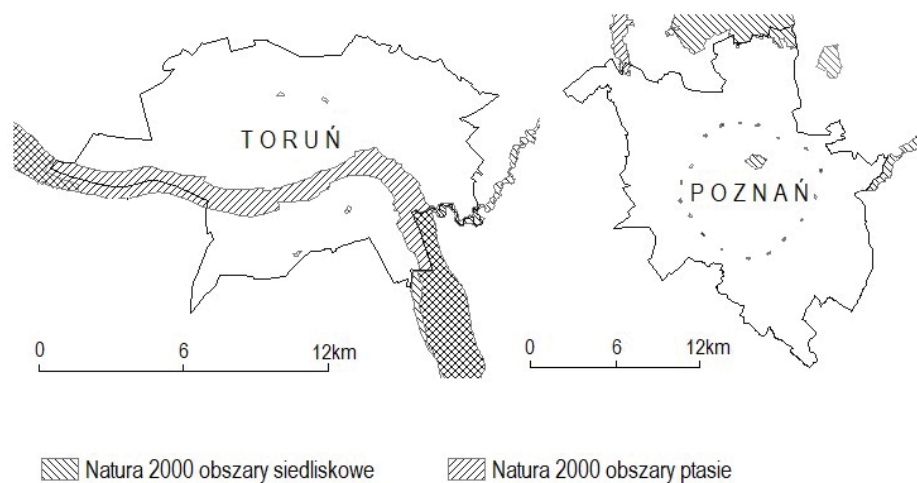 TORUŃ
POZNAŃ
0 6 12km
0 6 12km
Natura 2000 obszary siedliskowe
Natura 2000 obszary ptasie